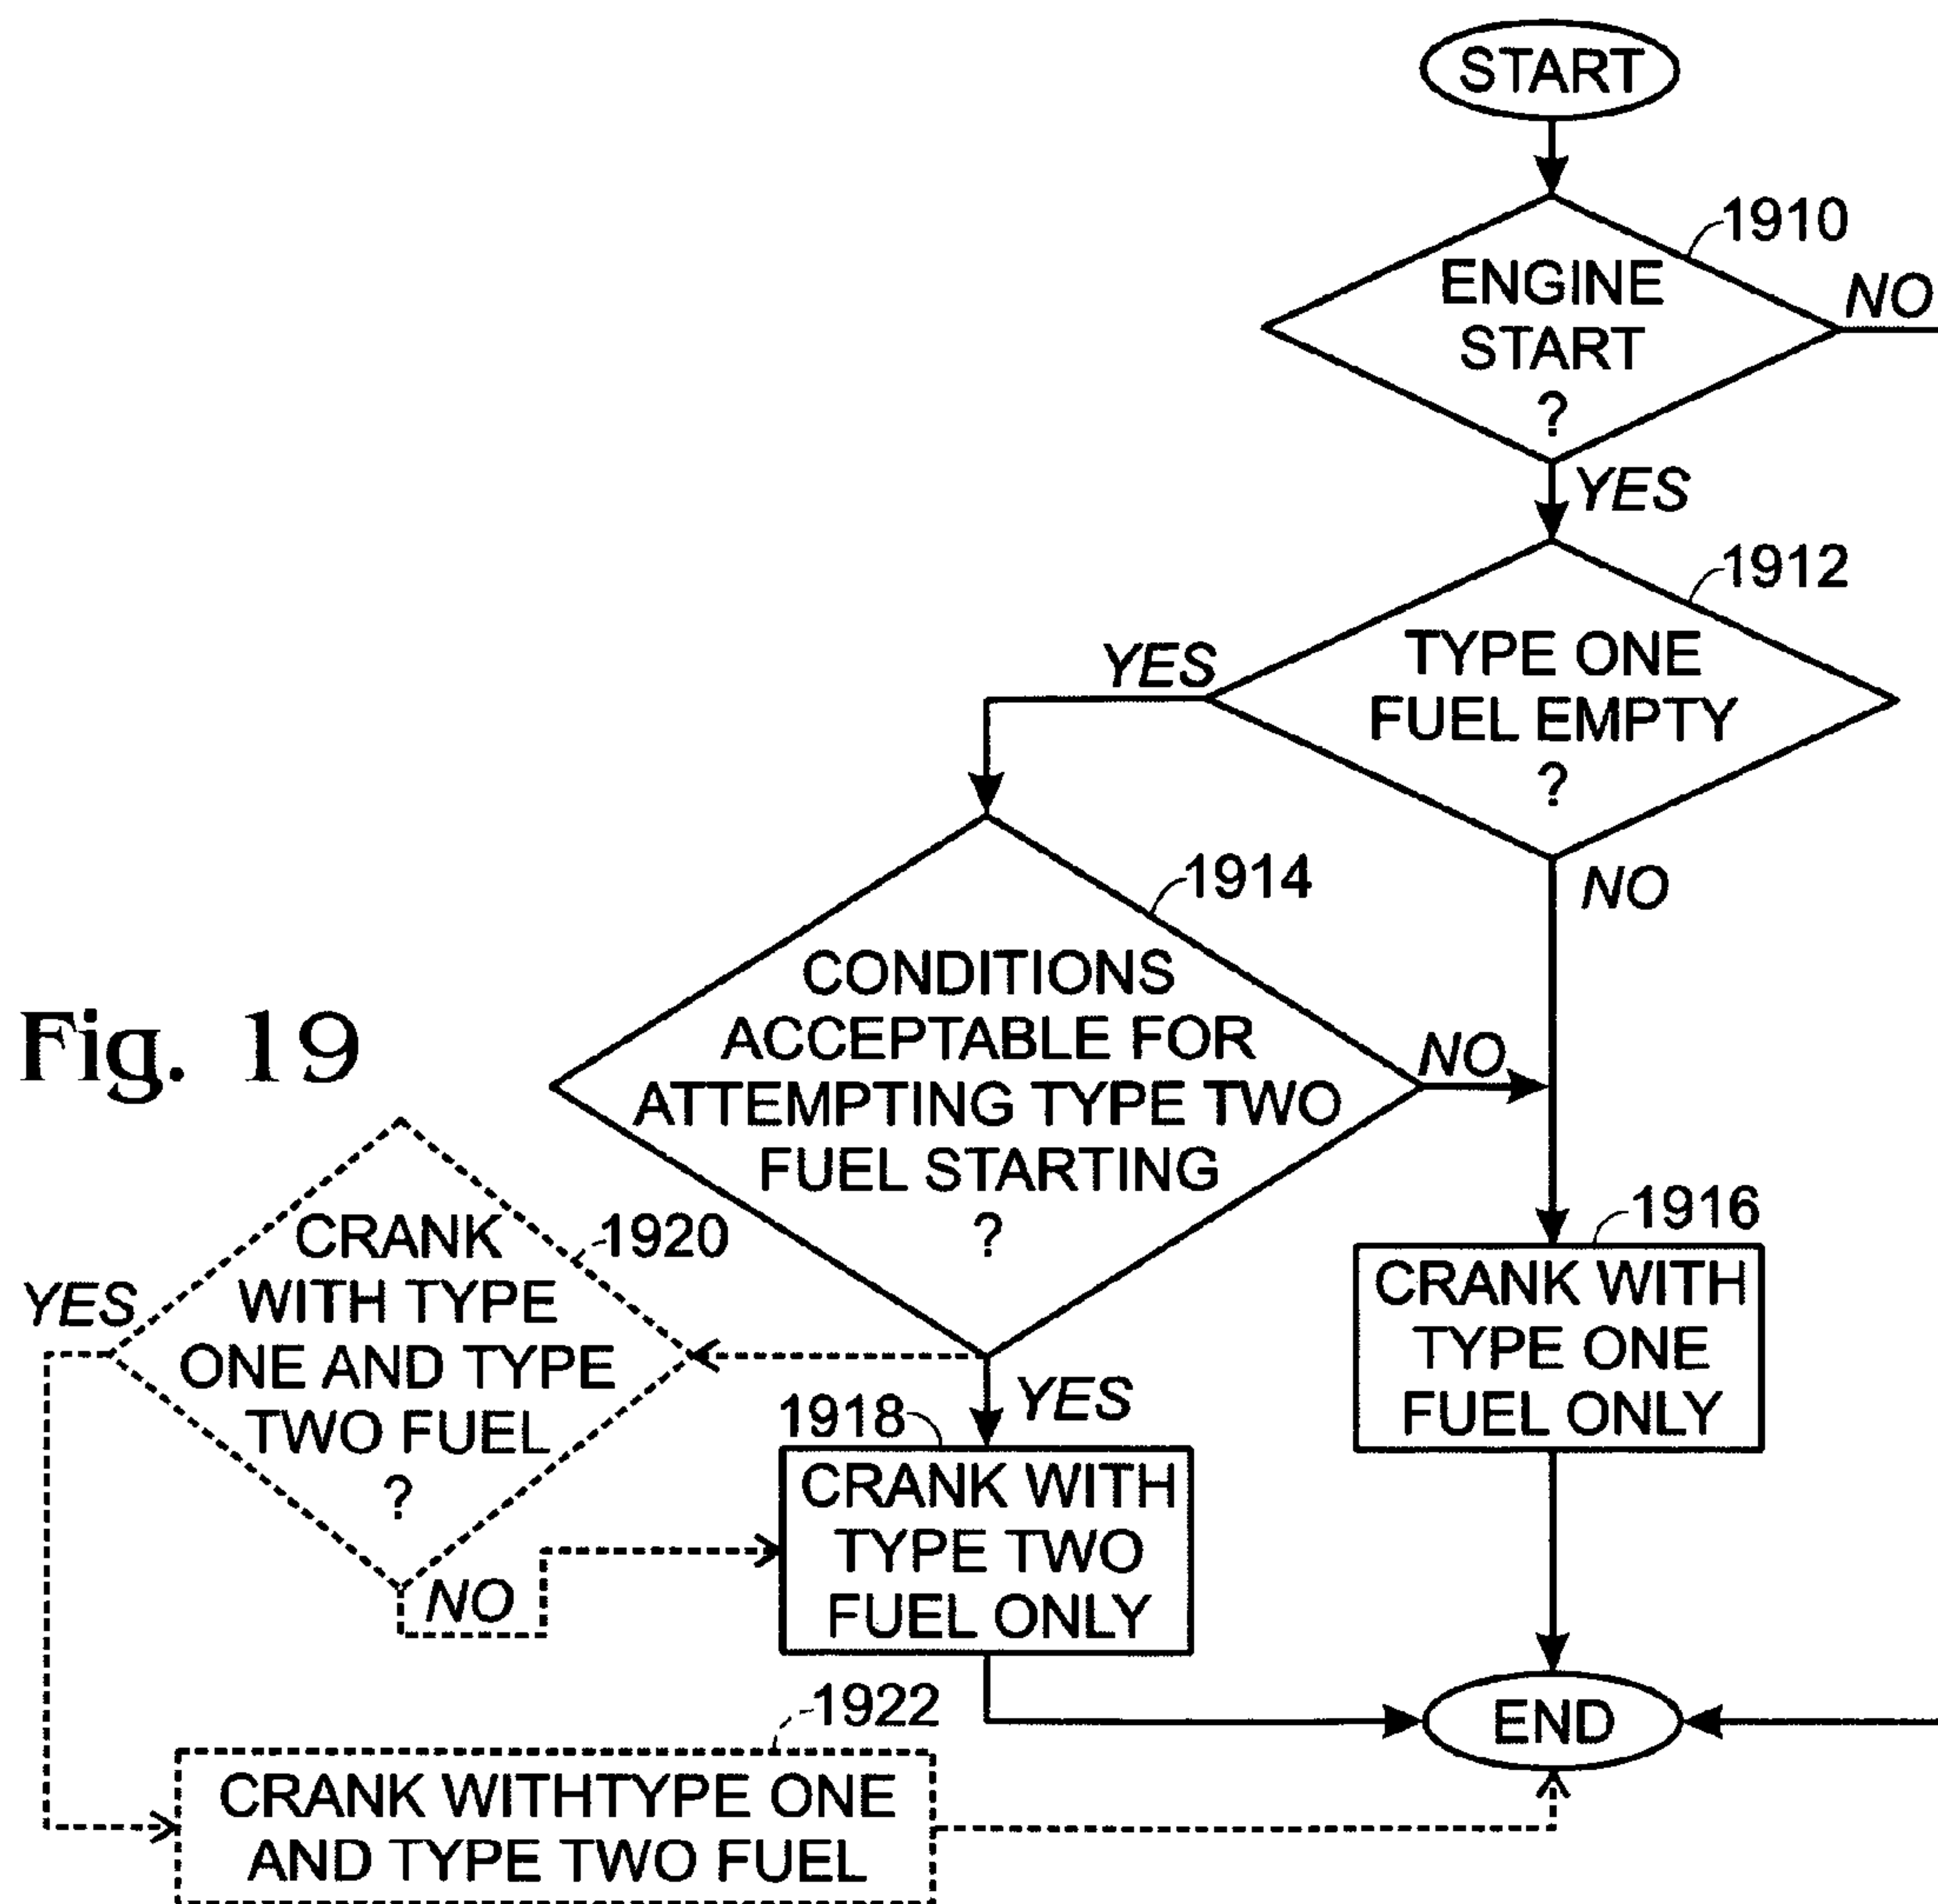 START
1910
ENGINE
START
?
NO
YES
1912
TYPE ONE
FUEL EMPTY
?
YES
NO
1914
CONDITIONS
ACCEPTABLE FOR
ATTEMPTING TYPE TWO
FUEL STARTING
?
NO
YES
Fig. 19
1916
CRANK WITH
TYPE ONE
FUEL ONLY
1920
CRANK
WITH TYPE
ONE AND TYPE
TWO FUEL
?
YES
NO
1918
CRANK WITH
TYPE TWO
FUEL ONLY
1922
CRANK WITHTYPE ONE
AND TYPE TWO FUEL
END